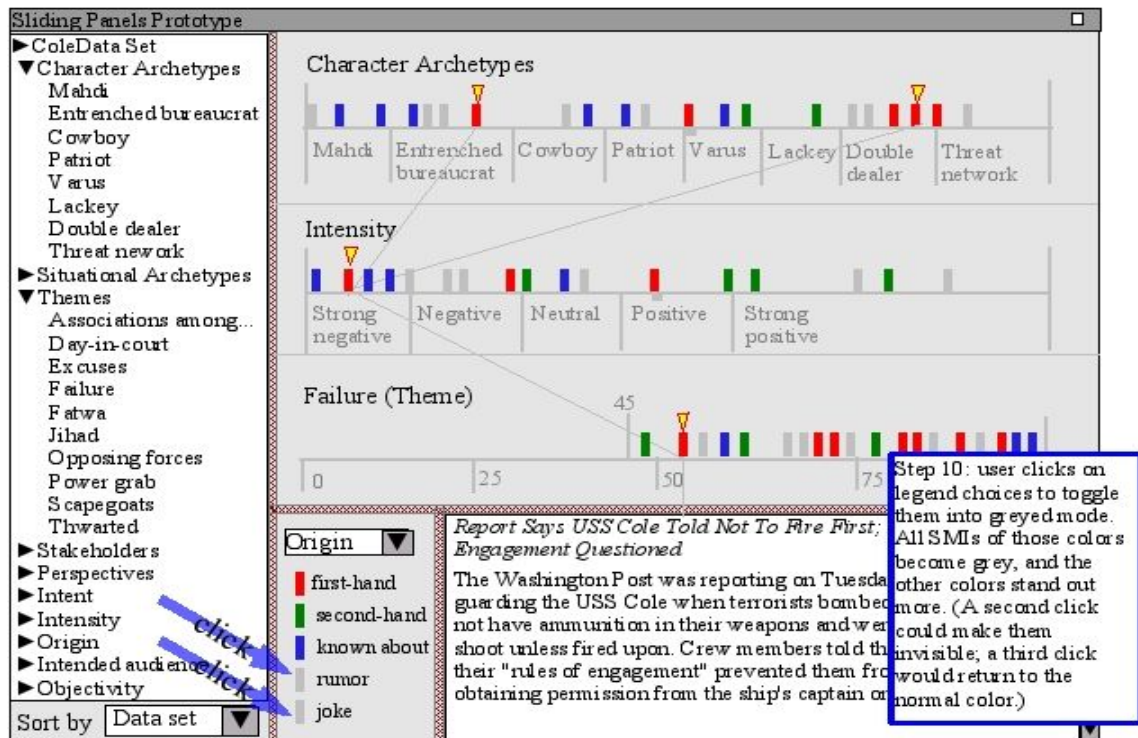 Sliding Panels Prototype
▶ColeData Set
▼Character Archetypes
Mahdi
Entrenched bureaucrat
Cowboy
Patriot
Varus
Lackey
Double dealer
Threat nework
▶Situational Archetypes
▼Themes
Associations among...
Day-in-court
Excuses
Failure
Fatwa
Jihad
Opposing forces
Power grab
Scapegoats
Thwarted
▶Stakeholders
▶Perspectives
▶Intent
▶Intensity
▶Origin
▶Intended audience
▶Objectivity
Sort by Data set ▼
Character Archetypes
Mahdi
Entrenched
bureaucrat
Cowboy
Patriot
Varus
Lackey
Double
dealer
Threat
network
Intensity
Strong
negative
Negative
Neutral
Positive
Strong
positive
Failure (Theme)
45
0
25
50
75
Origin ▼
first-hand
second-hand
known about
rumor
joke
click
click
Report Says USS Cole Told Not To Fire First;
Engagement Questioned
The Washington Post was reporting on Tuesda
guarding the USS Cole when terrorists bombed
not have ammunition in their weapons and wer
shoot unless fired upon. Crew members told th
their "rules of engagement" prevented them fro
obtaining permission from the ship's captain or
Step 10: user clicks on
legend choices to toggle
them into greyed mode.
All SMIs of those colors
become grey, and the
other colors stand out
more. (A second click
could make them
invisible; a third click
would return to the
normal color.)